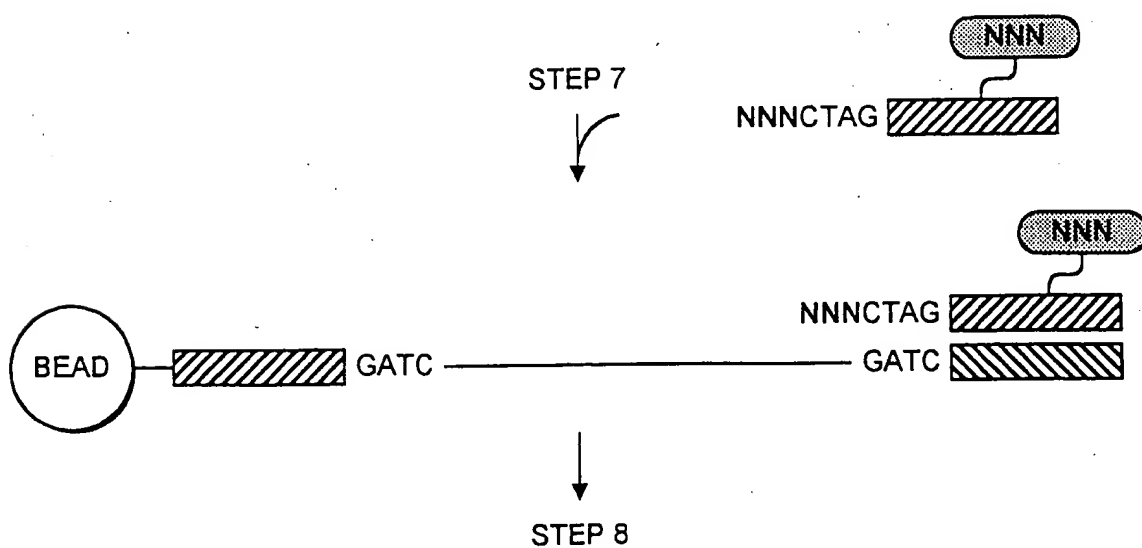 NNN
STEP 7
NNNCTAG
NNN
NNNCTAG
BEAD GATC GATC
STEP 8